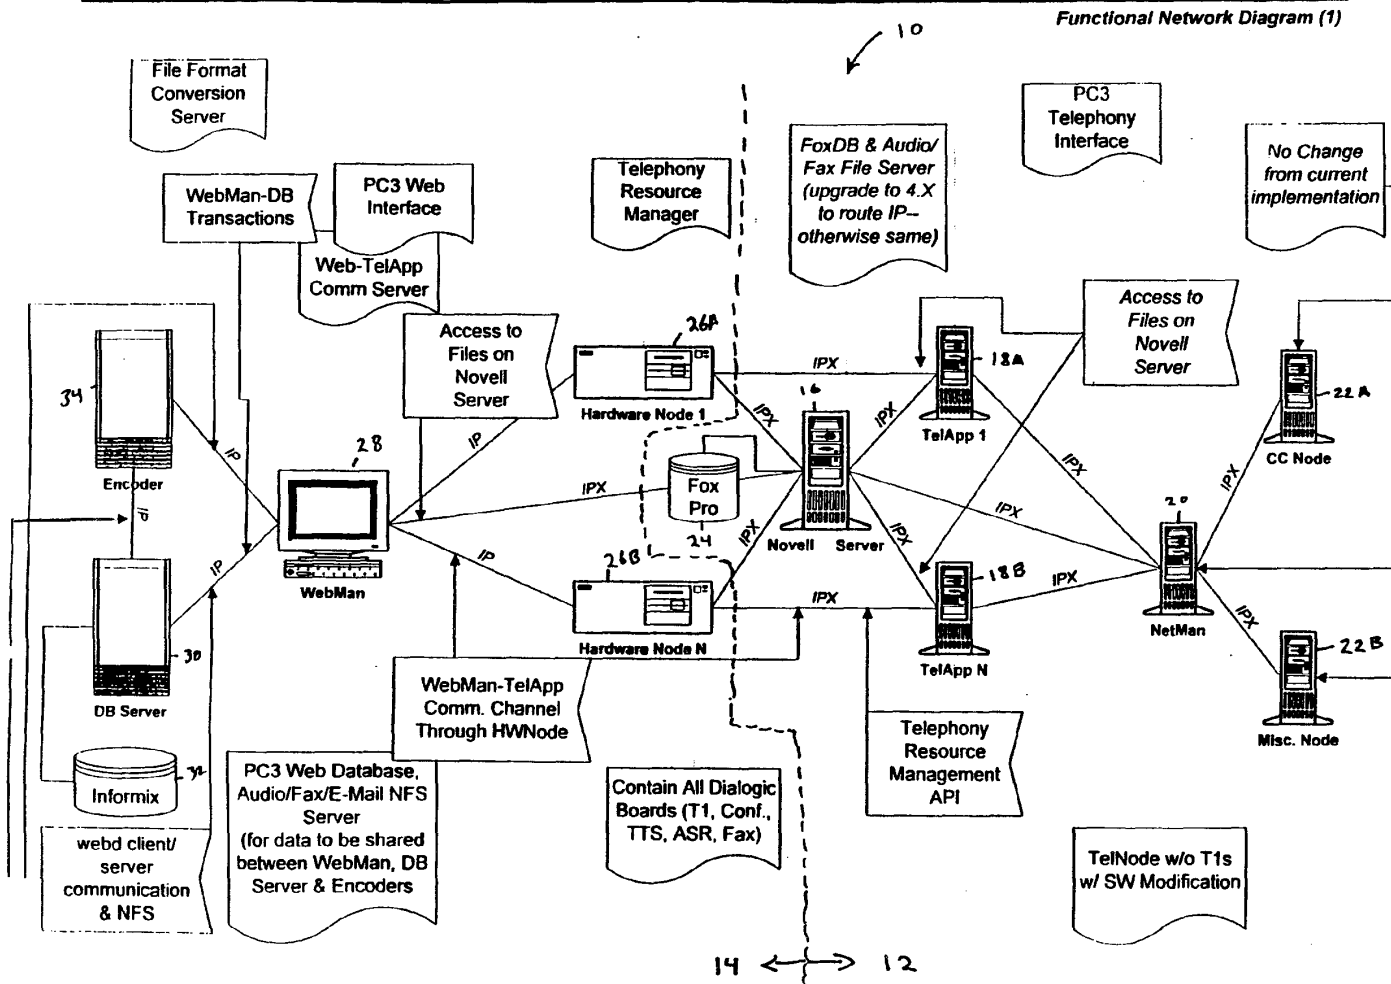 Functional Network Diagram (1)
10
File Format
Conversion
Server
PC3
Telephony
Interface
FoxDB & Audio/
Fax File Server
(upgrade to 4.X
to route IP--
otherwise same)
No Change
from current
implementation
Telephony
Resource
Manager
PC3 Web
Interface
WebMan-DB
Transactions
Web-TelApp
Comm Server
Access to
Files on
Novell
Server
Access to
Files on
Novell
Server
26A
Hardware Node 1
IPX
18A
TelApp 1
16
22A
CC Node
34
Encoder
IP
IP
28
WebMan
IP
IPX
IPX
IPX
IPX
IPX
IPX
Fox
Pro
24
Novell Server
IPX
IPX
IPX
20
NetMan
IP
IP
26B
Hardware Node N
IPX
18B
TelApp N
IPX
IPX
22B
Misc. Node
30
DB Server
32
Informix
WebMan-TelApp
Comm. Channel
Through HWNode
Telephony
Resource
Management
API
PC3 Web Database,
Audio/Fax/E-Mail NFS
Server
(for data to be shared
between WebMan, DB
Server & Encoders
Contain All Dialogic
Boards (T1, Conf.,
TTS, ASR, Fax)
webd client/
server
communication
& NFS
TelNode w/o T1s
w/ SW Modification
14
12